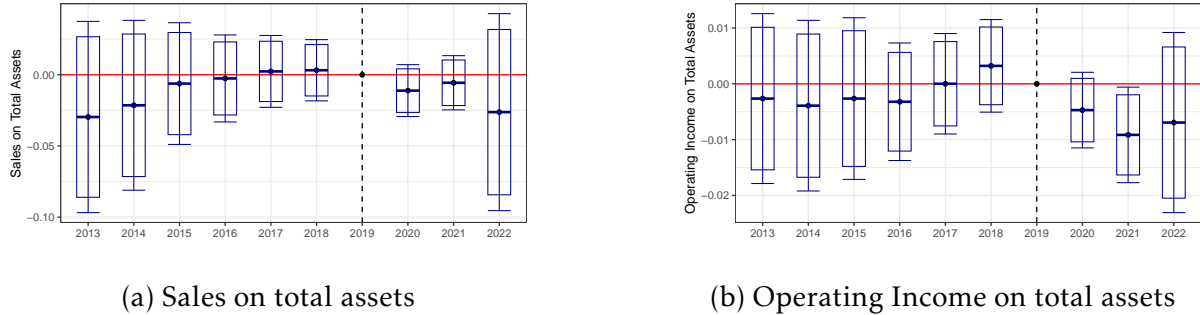 Sales on Total Assets
0.00
−0.05
−0.10
2013 2014 2015 2016 2017 2018 2019 2020 2021 2022
(a) Sales on total assets
Operating Income on Total Assets
0.01
0.00
−0.01
−0.02
2013 2014 2015 2016 2017 2018 2019 2020 2021 2022
(b) Operating Income on total assets